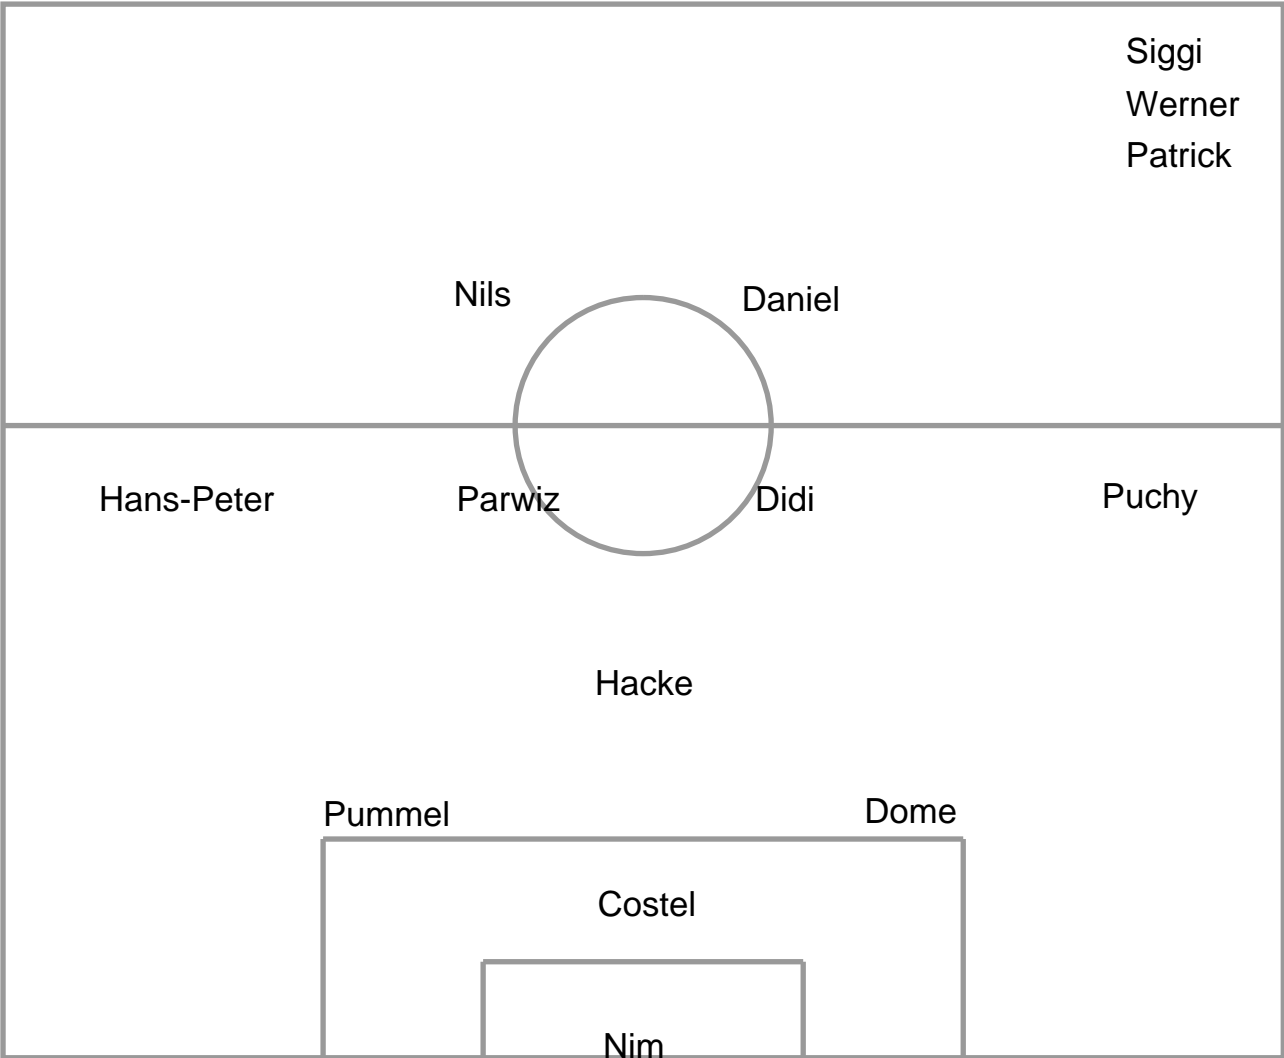 Siggi
Werner
Patrick
Nils Daniel
Hans-Peter Parwiz Didi Puchy
Hacke
Pummel Dome
Costel
Nim